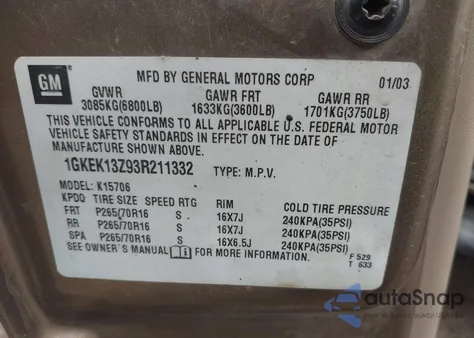 GM
MFD BY GENERAL MOTORS CORP 01/03
GVWR GAWR FRT GAWR RR
3085KG(6800LB) 1633KG(3600LB) 1701KG(3750LB)
THIS VEHICLE CONFORMS TO ALL APPLICABLE U.S. FEDERAL MOTOR
VEHICLE SAFETY STANDARDS IN EFFECT ON THE DATE OF
MANUFACTURE SHOWN ABOVE.
1GKEK13Z93R211332 TYPE: M.P.V.
MODEL: K15706
KPDQ TIRE SIZE SPEED RTG RIM COLD TIRE PRESSURE
FRT P265/70R16 S 16X7J 240KPA(35PSI)
RR P265/70R16 S 16X7J 240KPA(35PSI)
SPA P265/70R16 S 16X6.5J 240KPA(35PSI)
SEE OWNER'S MANUAL FOR MORE INFORMATION.
F 529
T 633
autaSnap